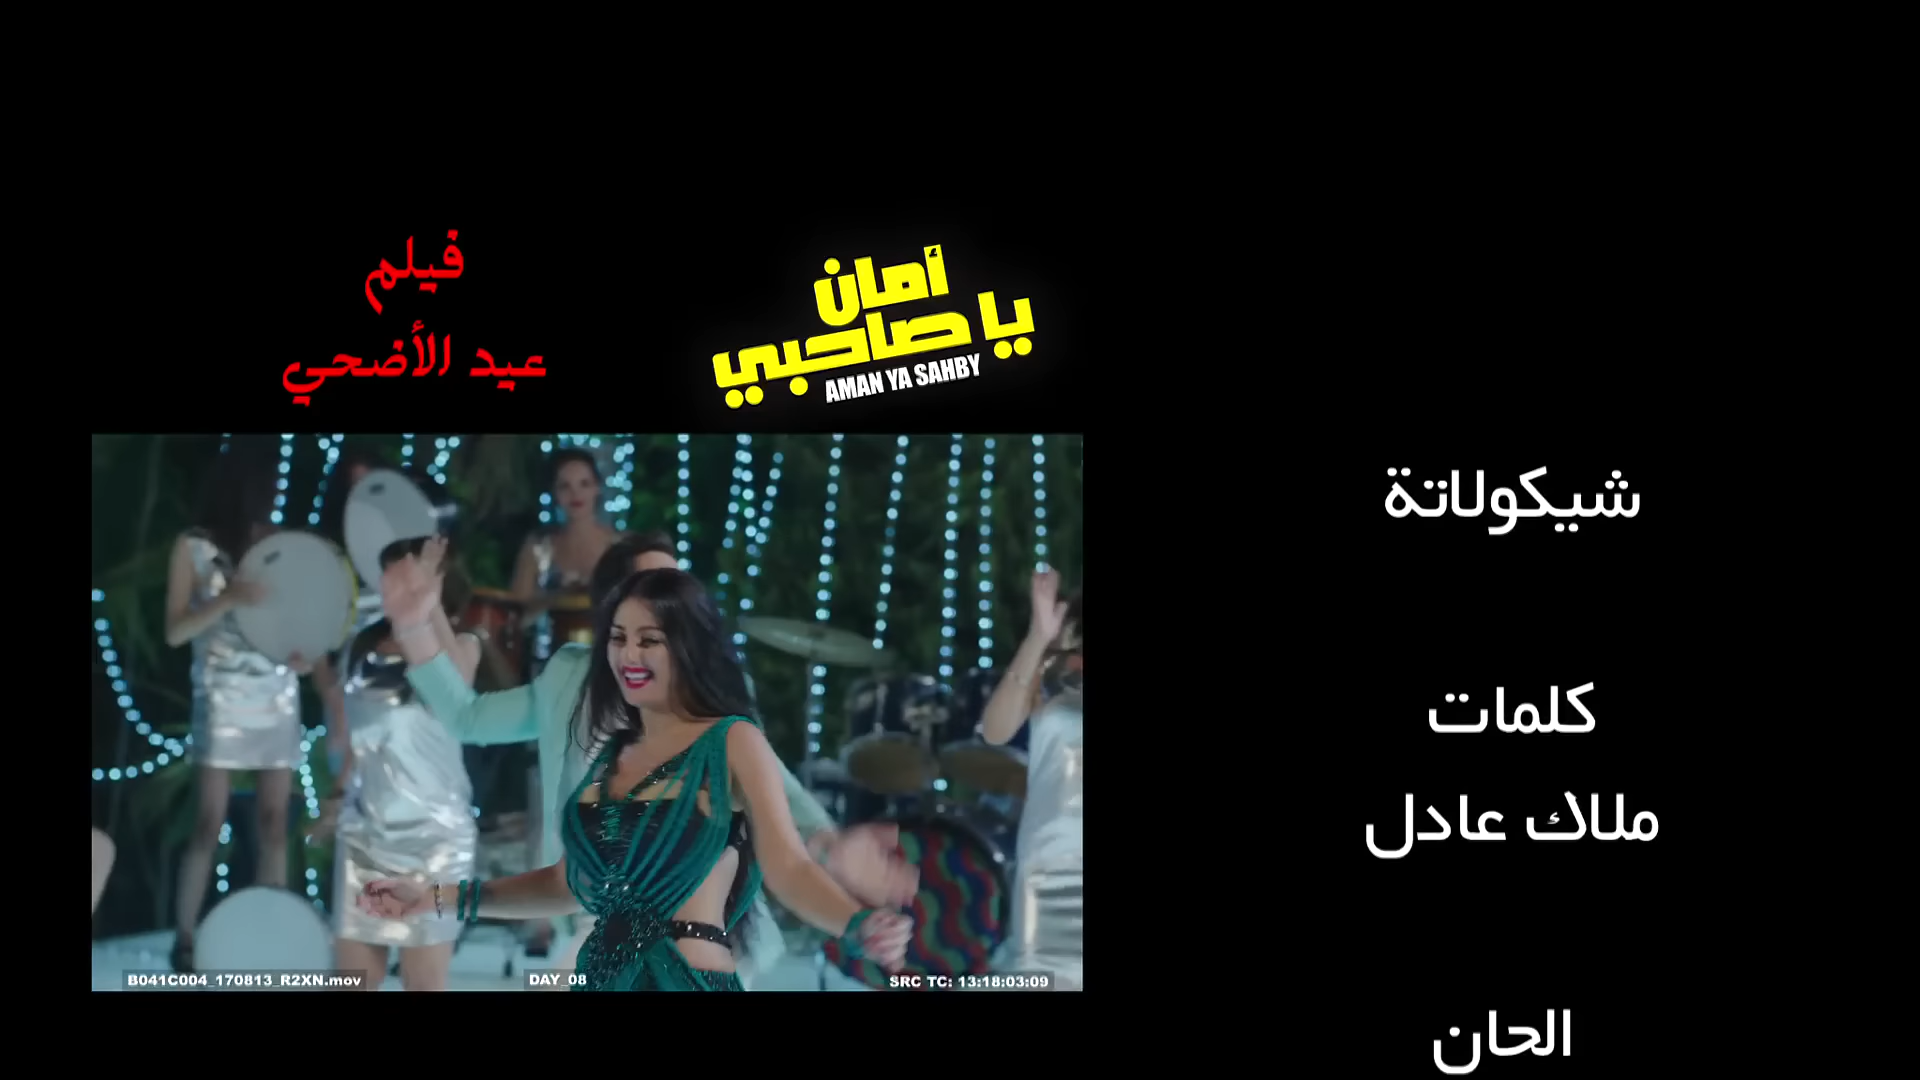 فيلم
عيد الأضحي
أمان
يا صاحبي
AMAN YA SAHBY
شيكولاتة
كلمات
ملاك عادل
الحان
B041C004_170813_R2XN.mov
DAY_08
SRC TC: 13:18:03:09